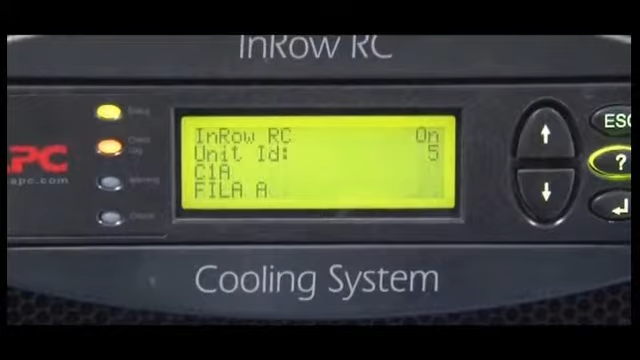 InRow RC
Status
Check
Log
Warning
Critical
APC
apc.com
InRow RC On
Unit Id: 5
C1A
FILA A
ESC
?
Cooling System